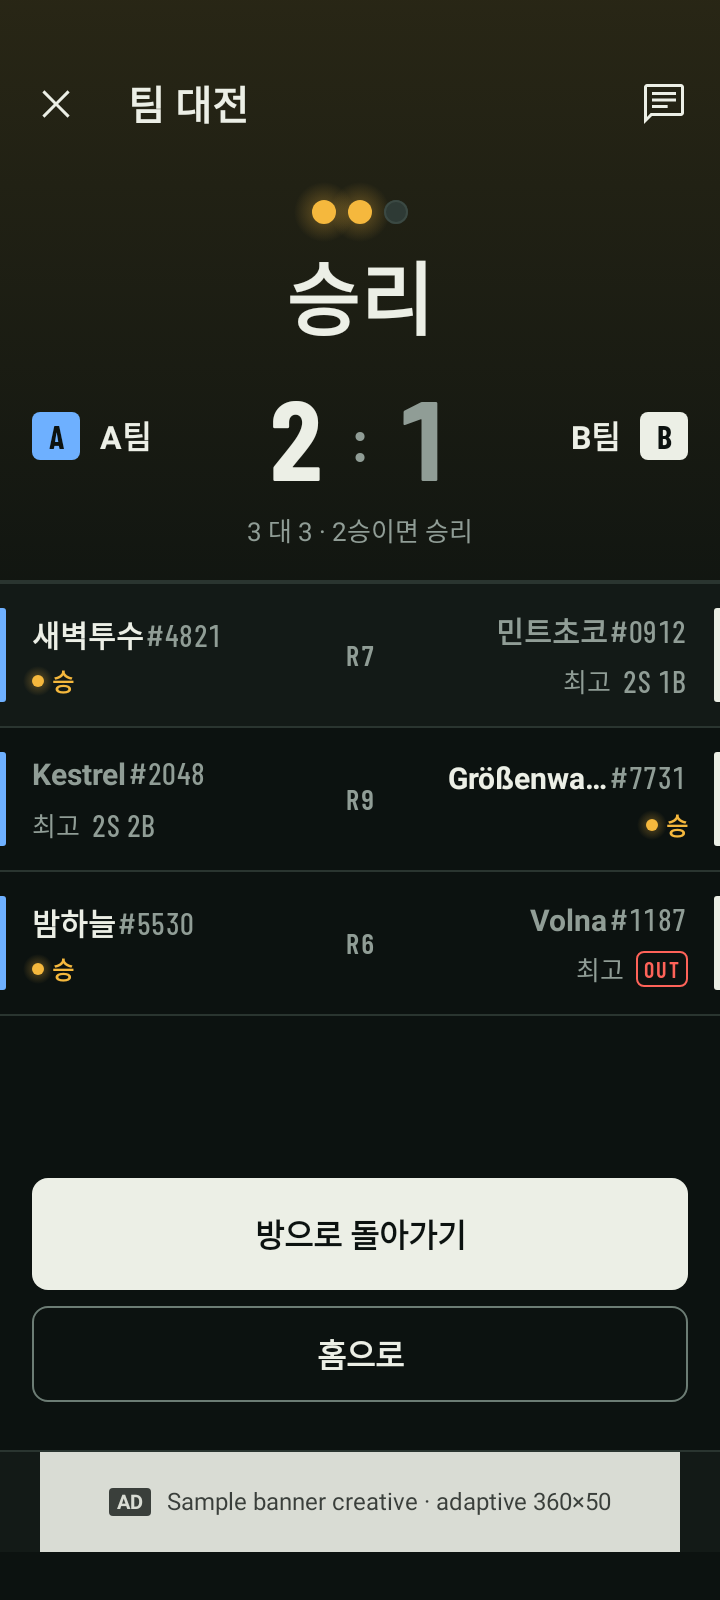 팀 대전
승리
A A팀 2 : 1 B팀 B
3 대 3 · 2승이면 승리
새벽투수#4821 R7 민트초코#0912
승 최고 2S 1B
Kestrel#2048 R9 Größenwa…#7731
최고 2S 2B 승
밤하늘#5530 R6 Volna#1187
승 최고 OUT
방으로 돌아가기
홈으로
AD Sample banner creative · adaptive 360×50